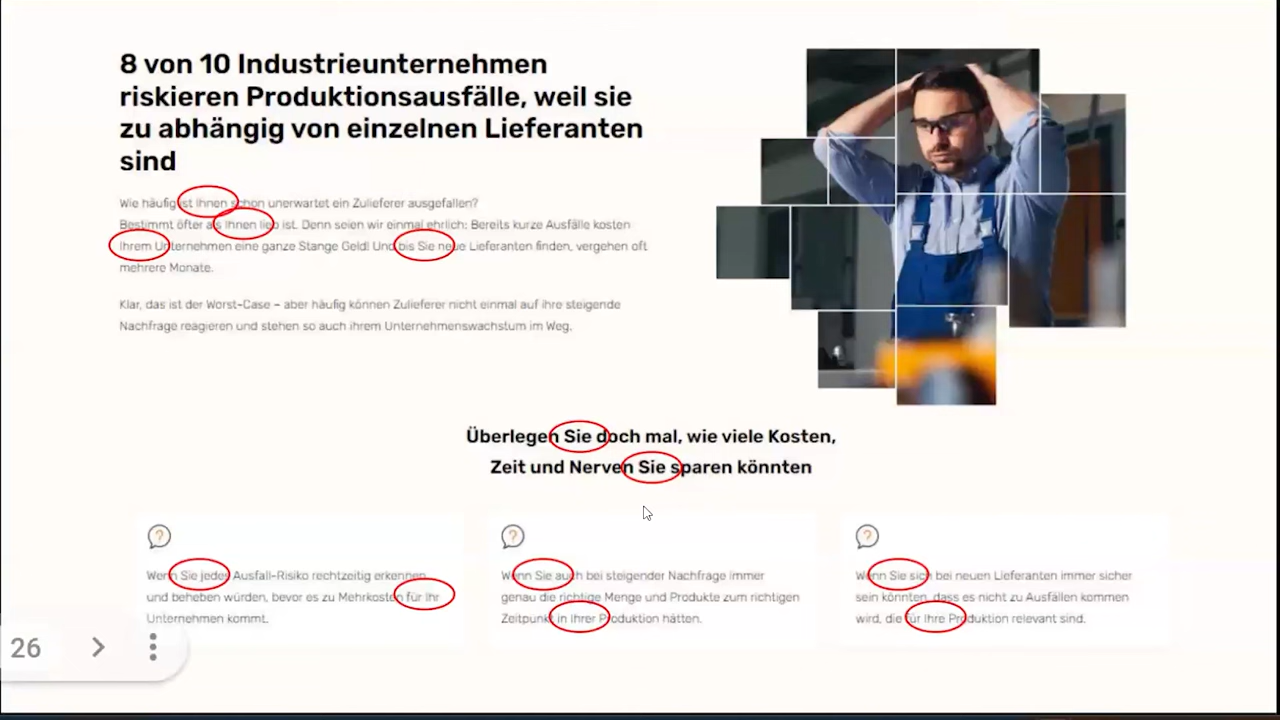 8 von 10 Industrieunternehmen
riskieren Produktionsausfälle, weil sie
zu abhängig von einzelnen Lieferanten
sind
Wie häufig ist Ihnen schon unerwartet ein Zulieferer ausgefallen?
Bestimmt öfter als Ihnen lieb ist. Denn seien wir einmal ehrlich: Bereits kurze Ausfälle kosten
Ihrem Unternehmen eine ganze Stange Geld! Und bis Sie neue Lieferanten finden, vergehen oft
mehrere Monate.
Klar, das ist der Worst-Case – aber häufig können Zulieferer nicht einmal auf ihre steigende
Nachfrage reagieren und stehen so auch ihrem Unternehmenswachstum im Weg.
Überlegen Sie doch mal, wie viele Kosten,
Zeit und Nerven Sie sparen könnten
?
Wenn Sie jedes Ausfall-Risiko rechtzeitig erkennen
und beheben würden, bevor es zu Mehrkosten für Ihr
Unternehmen kommt.
?
Wenn Sie auch bei steigender Nachfrage immer
genau die richtige Menge und Produkte zum richtigen
Zeitpunkt in Ihrer Produktion hätten.
?
Wenn Sie sich bei neuen Lieferanten immer sicher
sein könnten, dass es nicht zu Ausfällen kommen
wird, die für Ihre Produktion relevant sind.
26